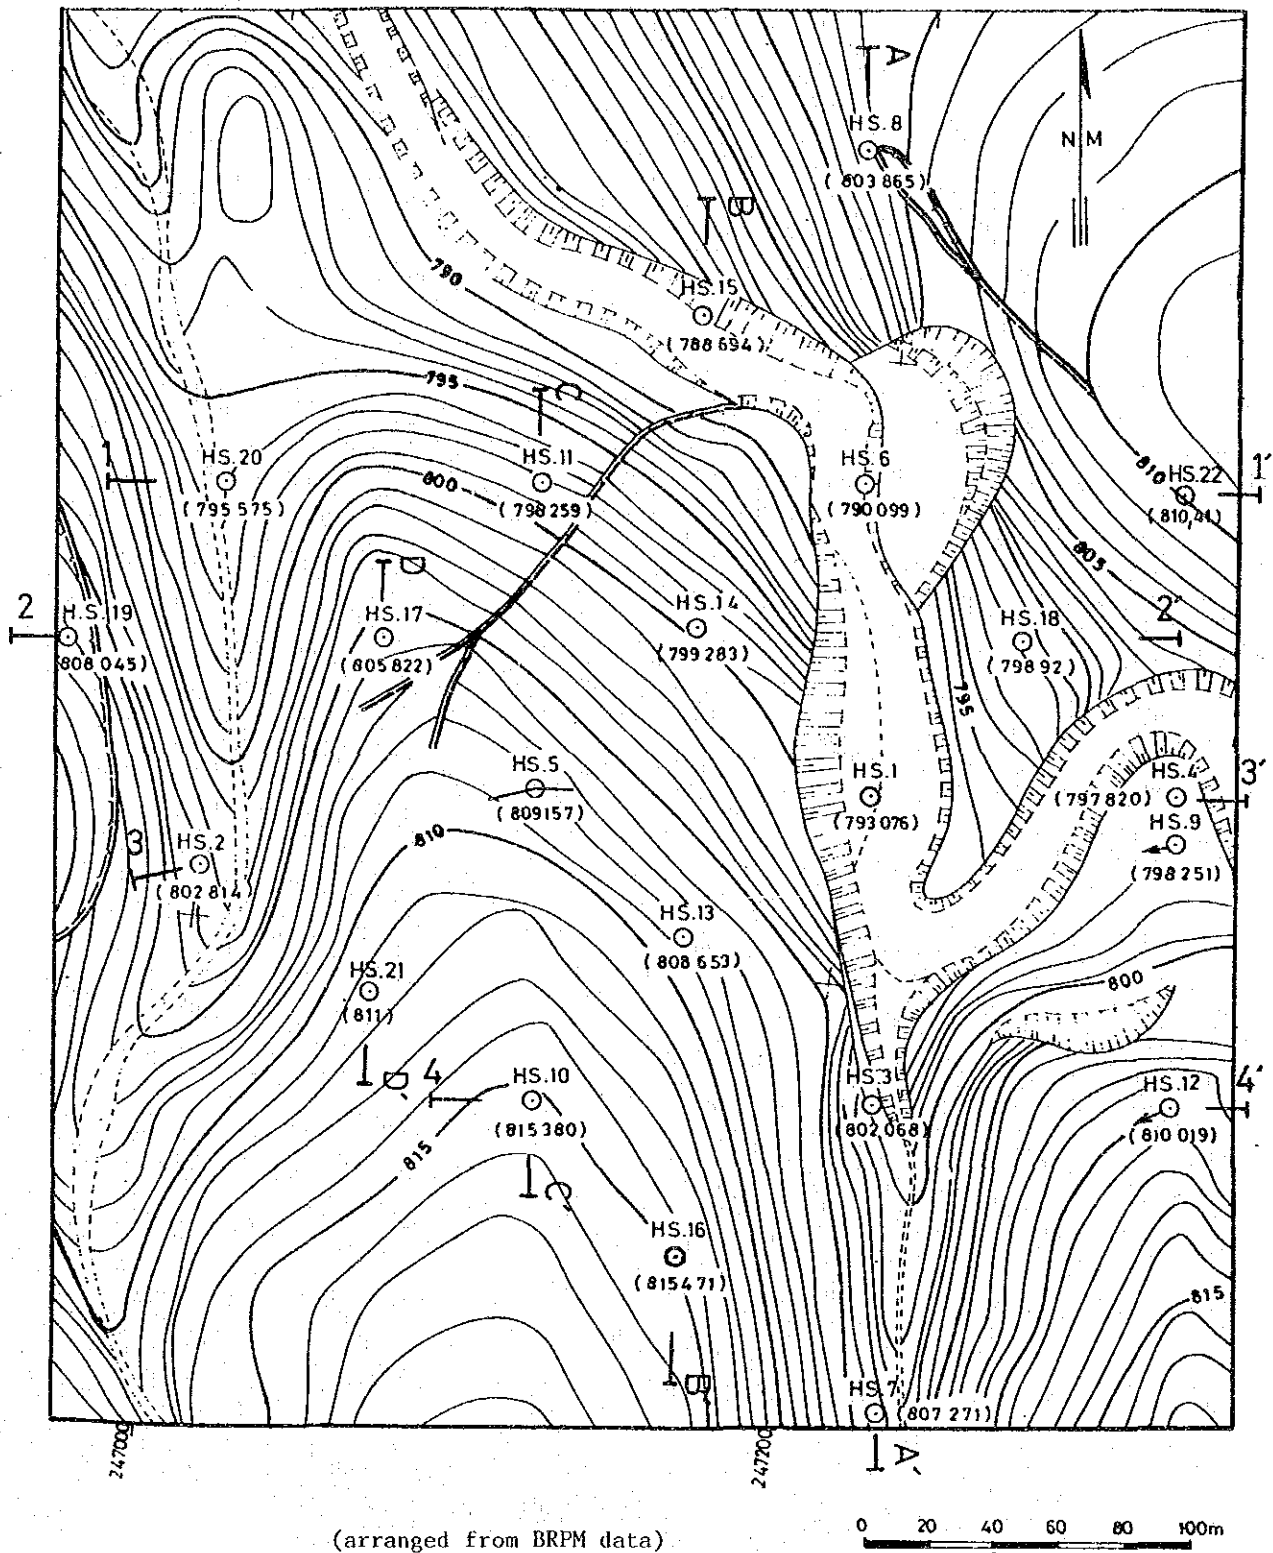 A
HS.8
NM
(803 865)
B
790
HS.15
(788 694)
795
C
1
HS.20
HS.11
HS.6
810
HS.22
1'
800
(795 575)
(798259)
(790 099)
(810,41)
805
D
2
HS.19
HS.17
HS.14
HS.18
2'
(808 045)
(805822)
(799 283)
(798 92)
795
HS.5
HS.1
HS.4
3'
(809157)
(797 820)
(793 076)
810
HS.9
3
HS.2
(802 814)
(798 251)
HS.13
(808 653)
HS.21
800
(811)
D'
4
HS.10
HS.3
HS.12
4'
(815 380)
(802 068)
(810 019)
815
C'
HS.16
(815471)
815
B'
HS.7
(807 271)
A'
247000
247200
(arranged from BRPM data)
0 20 40 60 80 100m